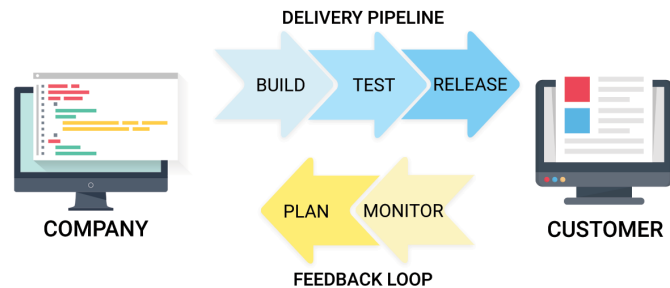 DELIVERY PIPELINE
BUILD
TEST
RELEASE
COMPANY
PLAN
MONITOR
CUSTOMER
FEEDBACK LOOP